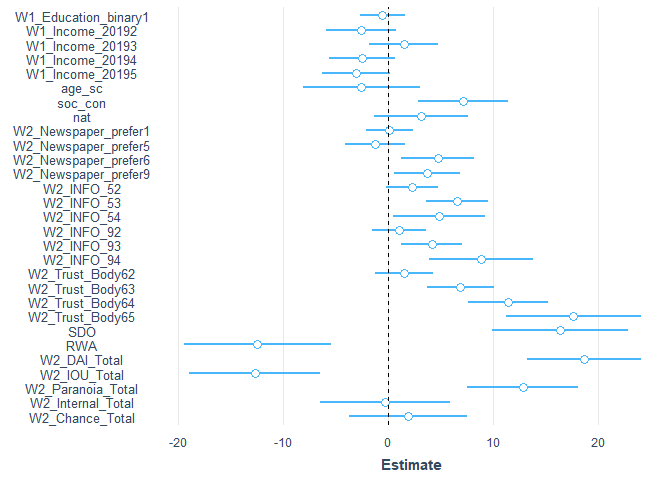 W1_Education_binary1
W1_Income_20192
W1_Income_20193
W1_Income_20194
W1_Income_20195
age_sc
soc_con
nat
W2_Newspaper_prefer1
W2_Newspaper_prefer5
W2_Newspaper_prefer6
W2_Newspaper_prefer9
W2_INFO_52
W2_INFO_53
W2_INFO_54
W2_INFO_92
W2_INFO_93
W2_INFO_94
W2_Trust_Body62
W2_Trust_Body63
W2_Trust_Body64
W2_Trust_Body65
SDO
RWA
W2_DAI_Total
W2_IOU_Total
W2_Paranoia_Total
W2_Internal_Total
W2_Chance_Total
-20 -10 0 10 20
Estimate